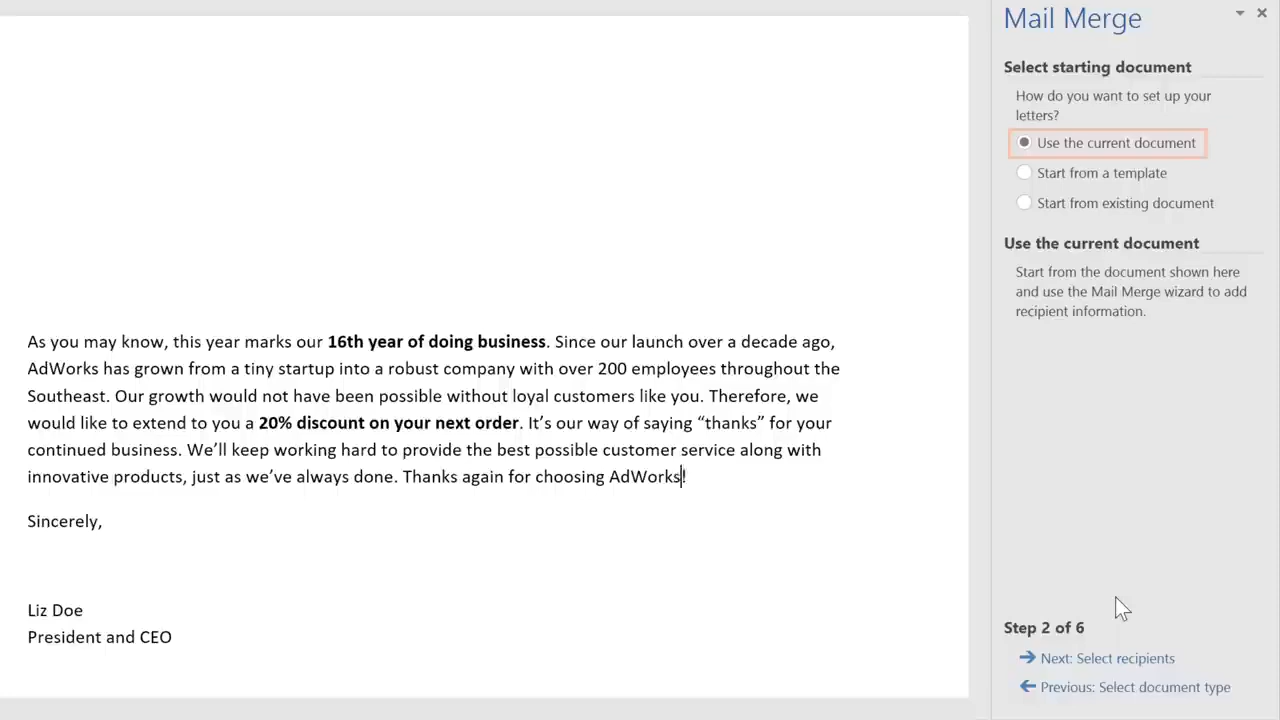 As you may know, this year marks our 16th year of doing business. Since our launch over a decade ago,
AdWorks has grown from a tiny startup into a robust company with over 200 employees throughout the
Southeast. Our growth would not have been possible without loyal customers like you. Therefore, we
would like to extend to you a 20% discount on your next order. It’s our way of saying “thanks” for your
continued business. We’ll keep working hard to provide the best possible customer service along with
innovative products, just as we’ve always done. Thanks again for choosing AdWorks!
Sincerely,
Liz Doe
President and CEO
Mail Merge
Select starting document
How do you want to set up your
letters?
Use the current document
Start from a template
Start from existing document
Use the current document
Start from the document shown here
and use the Mail Merge wizard to add
recipient information.
Step 2 of 6
Next: Select recipients
Previous: Select document type